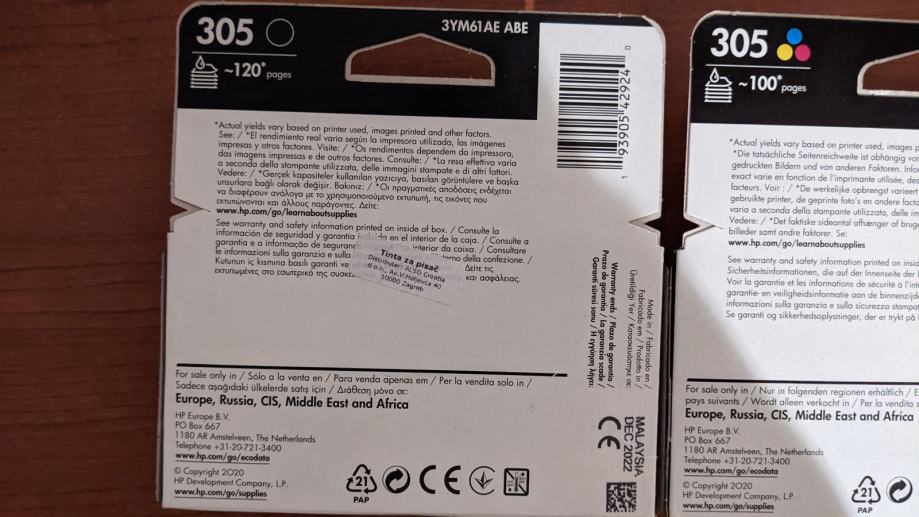 305
3YM61AE ABE
~120* pages
*Actual yields vary based on printer used, images printed and other factors.
See: / *El rendimiento real varía según la impresora utilizada, las imágenes
impresas y otros factores. Visite: / *Os rendimentos dependem da impressora,
das imagens impressas e de outros factores. Consulte: / *La resa effettiva varia
a seconda della stampante utilizzata, delle immagini stampate e di altri fattori.
Vedere: / *Gerçek kapasiteler kullanılan yazıcıya, basılan görüntülere ve başka
unsurlara bağlı olarak değişir. Bakınız: / *Οι πραγματικές αποδόσεις ενδέχεται
να διαφέρουν ανάλογα με το χρησιμοποιούμενο εκτυπωτή, τις εικόνες που
εκτυπώνονται και άλλους παράγοντες. Δείτε:
www.hp.com/go/learnaboutsupplies
See warranty and safety information printed on inside of box. / Consulte la
información de seguridad y garantía en el interior de la caja. / Consulte a
garantia e a informação de interior da caixa. / Consultare
le informazioni sulla garanzia e sulla della confezione. /
Kutunun iç kısmına basılı garanti ve Δείτε τις
εκτυπωμένες στο εσωτερικό της και ασφάλειας.
Tinta za pisač
Distributer: ALSO Croatia
d.o.o., Av.V.Holjevca 40
10000 Zagreb
For sale only in / Sólo a la venta en / Para venda apenas em / Per la vendita solo in /
Sadece aşağıdaki ülkelerde satış için / Διάθεση μόνο σε:
Europe, Russia, CIS, Middle East and Africa
HP Europe B.V.
PO Box 667
1180 AR Amstelveen, The Netherlands
Telephone +31-20-721-3400
www.hp.com/go/ecodata
© Copyright 2020
HP Development Company, L.P.
www.hp.com/go/supplies
21
PAP
CE
1 93905 42924 0
Made in / Fabricado en /
Fabricado em / Prodotto in /
Üretildiği Yer / Κατασκευάστηκε σε:
Warranty ends / Plazo de garantía /
Prazo de garantia / La garanzia scade /
Garanti süresi sonu / Η εγγύηση λήγει:
MALAYSIA
DEC 2022
CE
305
~100* pages
*Actual yields vary based on printer used, images p
*Die tatsächliche Seitenreichweite ist abhängig vor
gedruckten Bildern und von anderen Faktoren. Infor
exact varie en fonction de l'imprimante utilisée, des
facteurs. Voir : / *De werkelijke opbrengst varieert
gebruikte printer, de geprinte foto's en andere facto
varia a seconda della stampante utilizzata, delle im
Vedere: / *Det faktiske sideantal afhænger af bruge
billeder samt andre faktorer. Se:
www.hp.com/go/learnaboutsupplies
See warranty and safety information printed on insid
Sicherheitsinformationen, die auf der Innenseite der
Voir la garantie et les informations de sécurité à l'int
garantie- en veiligheidsinformatie aan de binnenzijd
informazioni sulla garanzia e sulla sicurezza stampat
Se garanti og sikkerhedsoplysninger, der er trykt på
For sale only in / Nur in folgenden regionen erhältlich / E
pays suivants / Wordt alleen verkocht in / Per la vendita s
Europe, Russia, CIS, Middle East and Africa
HP Europe B.V.
PO Box 667
1180 AR Amstelveen, The Netherlands
Telephone +31-20-721-3400
www.hp.com/go/ecodata
© Copyright 2020
HP Development Company, L.P.
www.hp.com/go/supplies
21
PAP